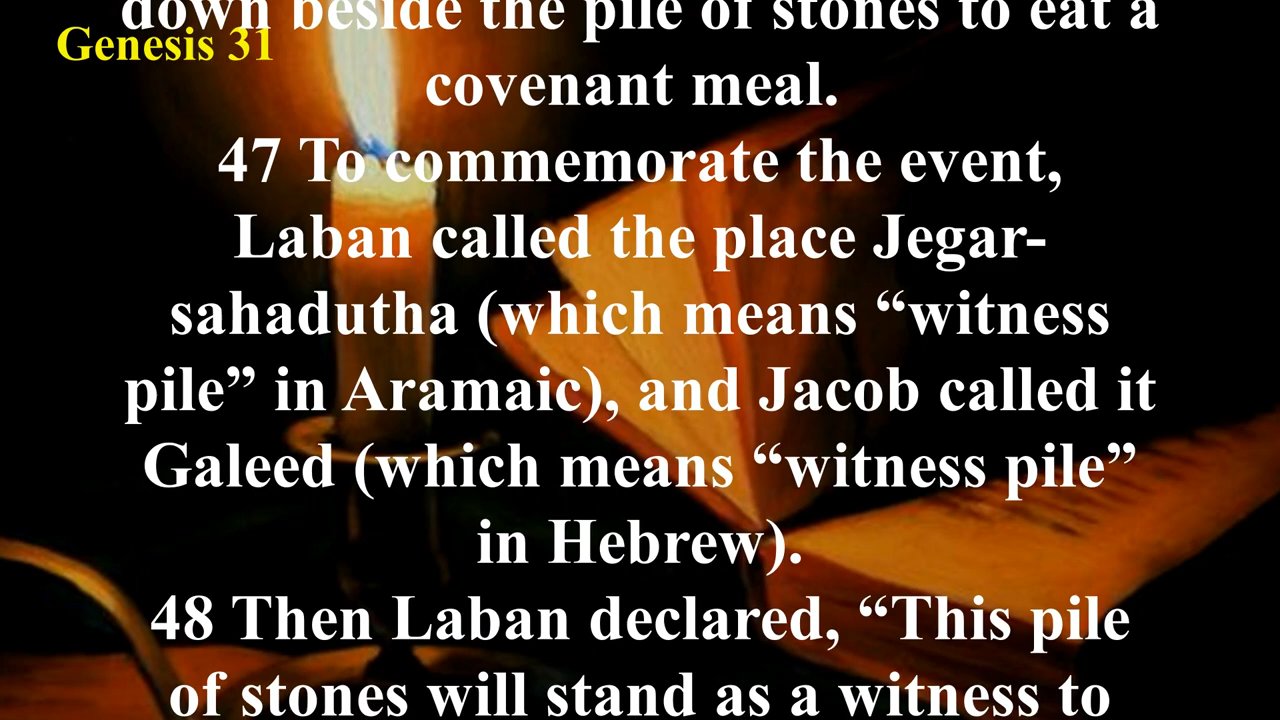 down beside the pile of stones to eat a
Genesis 31
covenant meal.
47 To commemorate the event,
Laban called the place Jegar-
sahadutha (which means “witness
pile” in Aramaic), and Jacob called it
Galeed (which means “witness pile”
in Hebrew).
48 Then Laban declared, “This pile
of stones will stand as a witness to